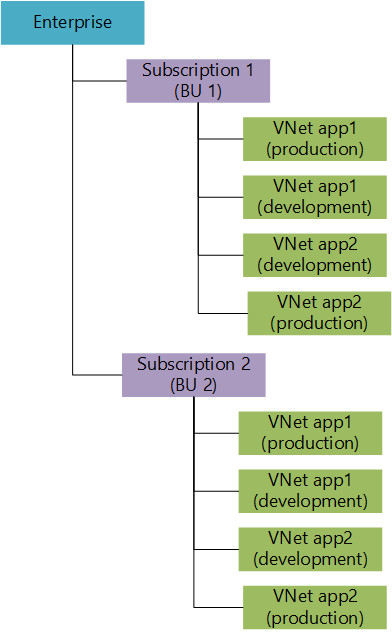 Enterprise
Subscription 1
(BU 1)
VNet app1
(production)
VNet app1
(development)
VNet app2
(development)
VNet app2
(production)
Subscription 2
(BU 2)
VNet app1
(production)
VNet app1
(development)
VNet app2
(development)
VNet app2
(production)